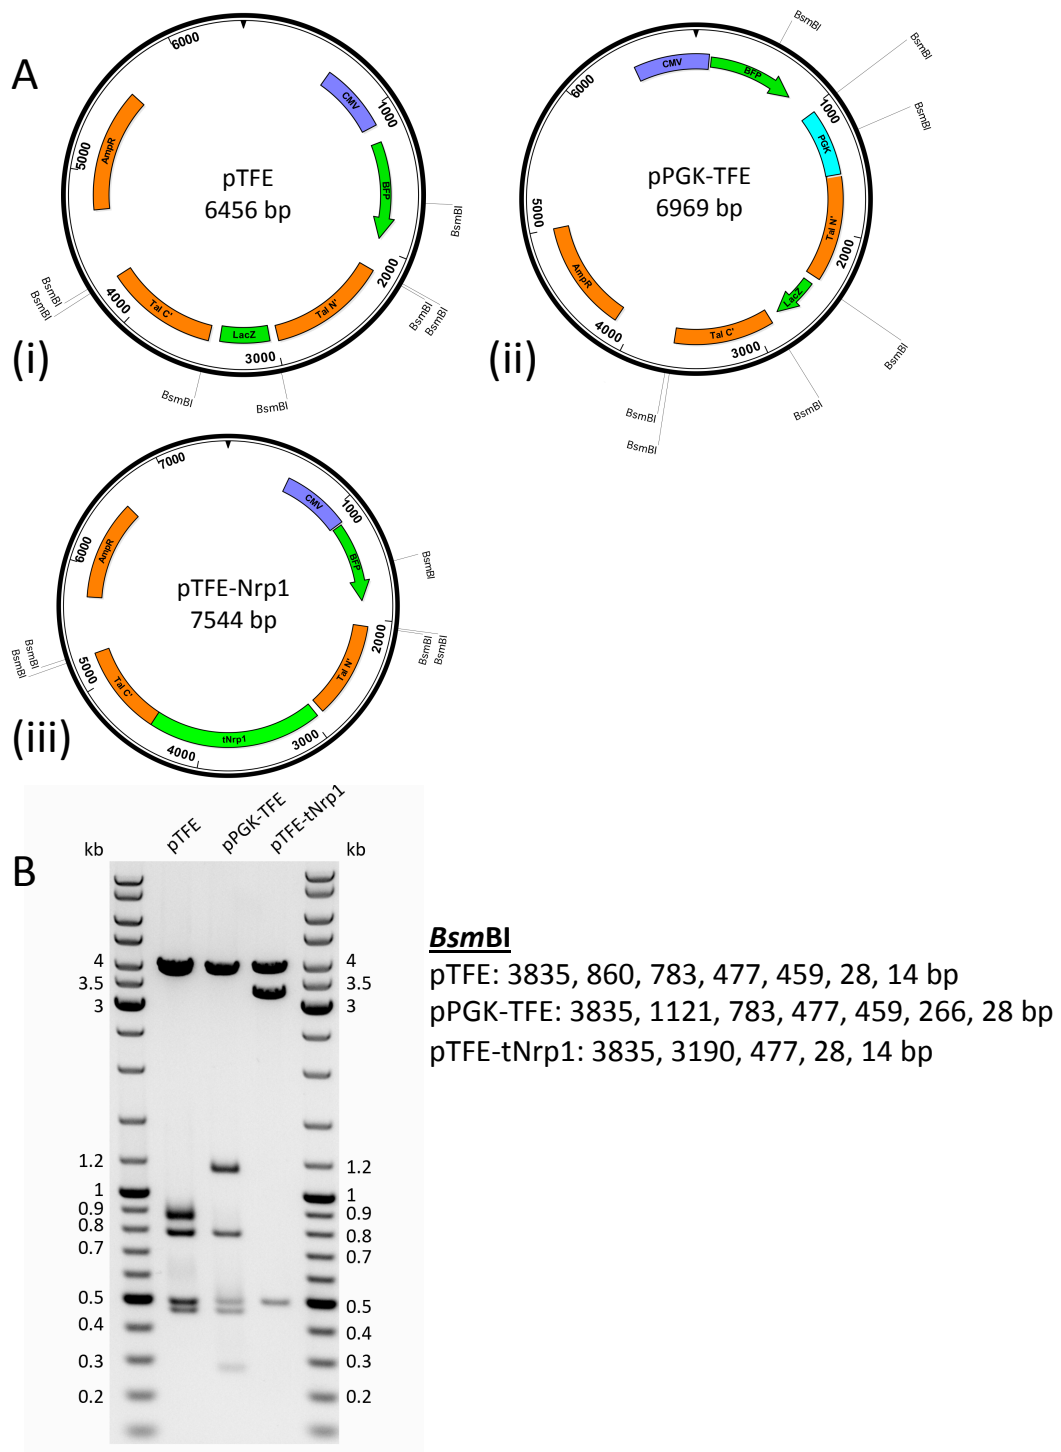 A
6000
CMV
1000
AmpR
5000
BFP
pTFE
6456 bp
BsmBI
2000
BsmBI
BsmBI
4000
Tal C'
LacZ
Tal N'
BsmBI
BsmBI
3000
BsmBI
BsmBI
(i)
BsmBI
BsmBI
BsmBI
6000
CMV
BFP
1000
PGK
pPGK-TFE
6969 bp
5000
Tal N'
2000
AmpR
LacZ
4000
Tal C'
3000
BsmBI
BsmBI
BsmBI
BsmBI
(ii)
7000
CMV
1000
AmpR
6000
BFP
BsmBI
pTFE-Nrp1
7544 bp
2000
BsmBI
BsmBI
BsmBI
BsmBI
5000
Tal C'
tNrp1
Tal N'
4000
3000
(iii)
B
pTFE
pPGK-TFE
pTFE-tNrp1
kb
kb
4
3.5
3
1.2
1
0.9
0.8
0.7
0.5
0.4
0.3
0.2
4
3.5
3
1.2
1
0.9
0.8
0.7
0.5
0.4
0.3
0.2
BsmBI
pTFE: 3835, 860, 783, 477, 459, 28, 14 bp
pPGK-TFE: 3835, 1121, 783, 477, 459, 266, 28 bp
pTFE-tNrp1: 3835, 3190, 477, 28, 14 bp